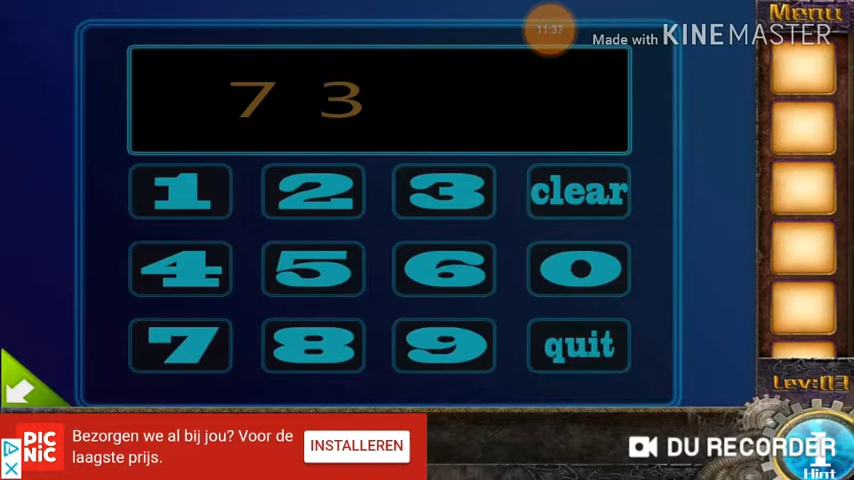 Menu
11:37
Made with KINEMASTER
7 3
1 2 3 clear
4 5 6 0
7 8 9 quit
Lev:03
PIC
NIC
Bezorgen we al bij jou? Voor de
laagste prijs.
INSTALLEREN
DU RECORDER
1
Hint